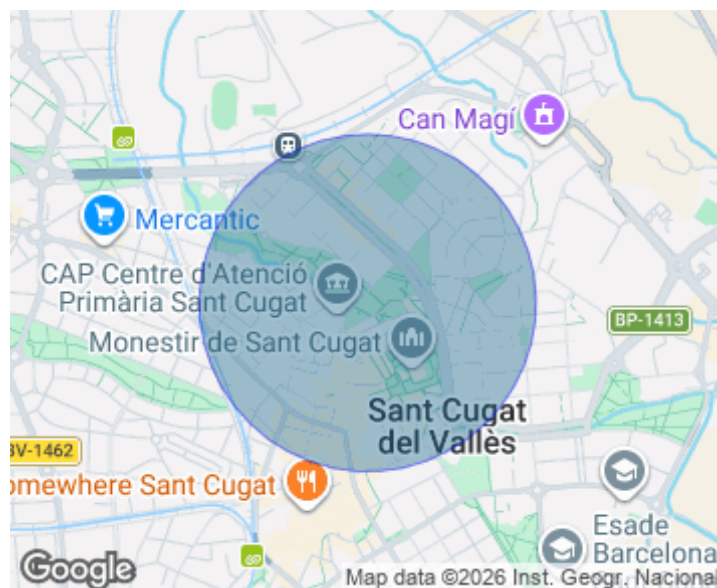 Can Magí
Mercantic
CAP Centre d'Atenció
Primària Sant Cugat
BP-1413
Monestir de Sant Cugat
Sant Cugat
del Vallès
BV-1462
omewhere Sant Cugat
Esade
Barcelona
Google
Map data ©2026 Inst. Geogr. Nacional